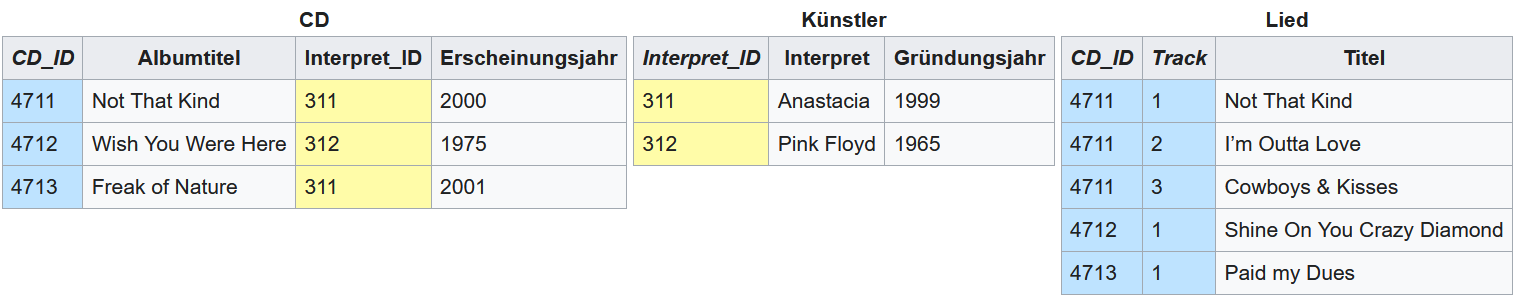 CD
CD_ID Albumtitel Interpret_ID Erscheinungsjahr
4711 Not That Kind 311 2000
4712 Wish You Were Here 312 1975
4713 Freak of Nature 311 2001
Künstler
Interpret_ID Interpret Gründungsjahr
311 Anastacia 1999
312 Pink Floyd 1965
Lied
CD_ID Track Titel
4711 1 Not That Kind
4711 2 I’m Outta Love
4711 3 Cowboys & Kisses
4712 1 Shine On You Crazy Diamond
4713 1 Paid my Dues